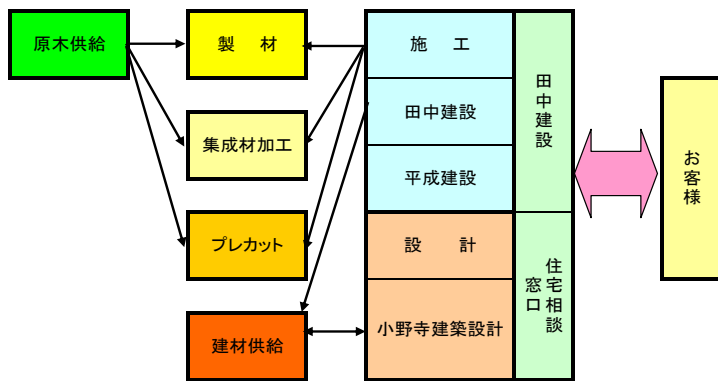 原木供給
製　材
集成材加工
プレカット
建材供給
施　工
田中建設
平成建設
設　計
小野寺建築設計
田中建設
住宅相談
窓口
お客様